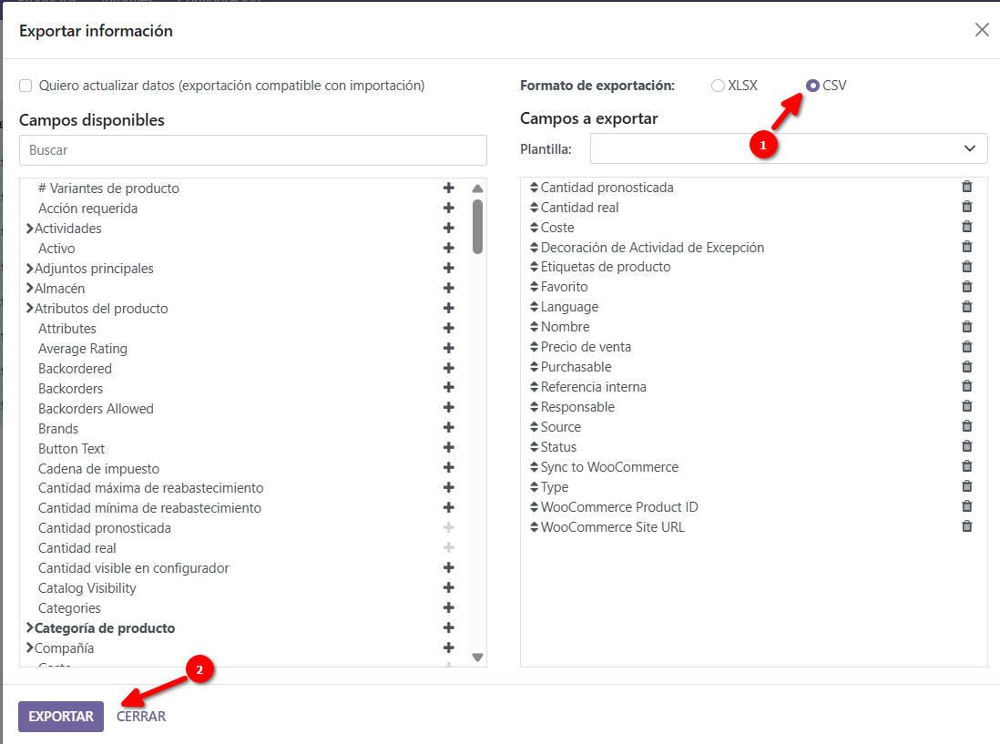 Exportar información
Quiero actualizar datos (exportación compatible con importación)
Formato de exportación:
XLSX
CSV
Campos disponibles
Campos a exportar
1
Buscar
Plantilla:
# Variantes de producto
Acción requerida
Actividades
Activo
Adjuntos principales
Almacén
Atributos del producto
Attributes
Average Rating
Backordered
Backorders
Backorders Allowed
Brands
Button Text
Cadena de impuesto
Cantidad máxima de reabastecimiento
Cantidad mínima de reabastecimiento
Cantidad pronosticada
Cantidad real
Cantidad visible en configurador
Catalog Visibility
Categories
Categoría de producto
Compañía
Cantidad pronosticada
Cantidad real
Coste
Decoración de Actividad de Excepción
Etiquetas de producto
Favorito
Language
Nombre
Precio de venta
Purchasable
Referencia interna
Responsable
Source
Status
Sync to WooCommerce
Type
WooCommerce Product ID
WooCommerce Site URL
2
EXPORTAR
CERRAR